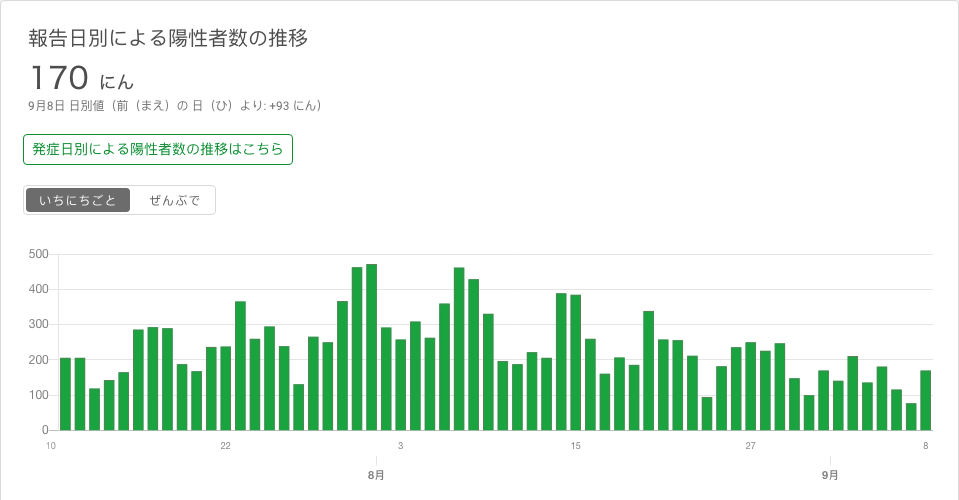 報告日別による陽性者数の推移
170 にん
9月8日 日別値（前（まえ）の 日（ひ）より: +93 にん）
発症日別による陽性者数の推移はこちら
いちにちごと ぜんぶで
500
400
300
200
100
0
10 22 3 15 27 8
8月 9月